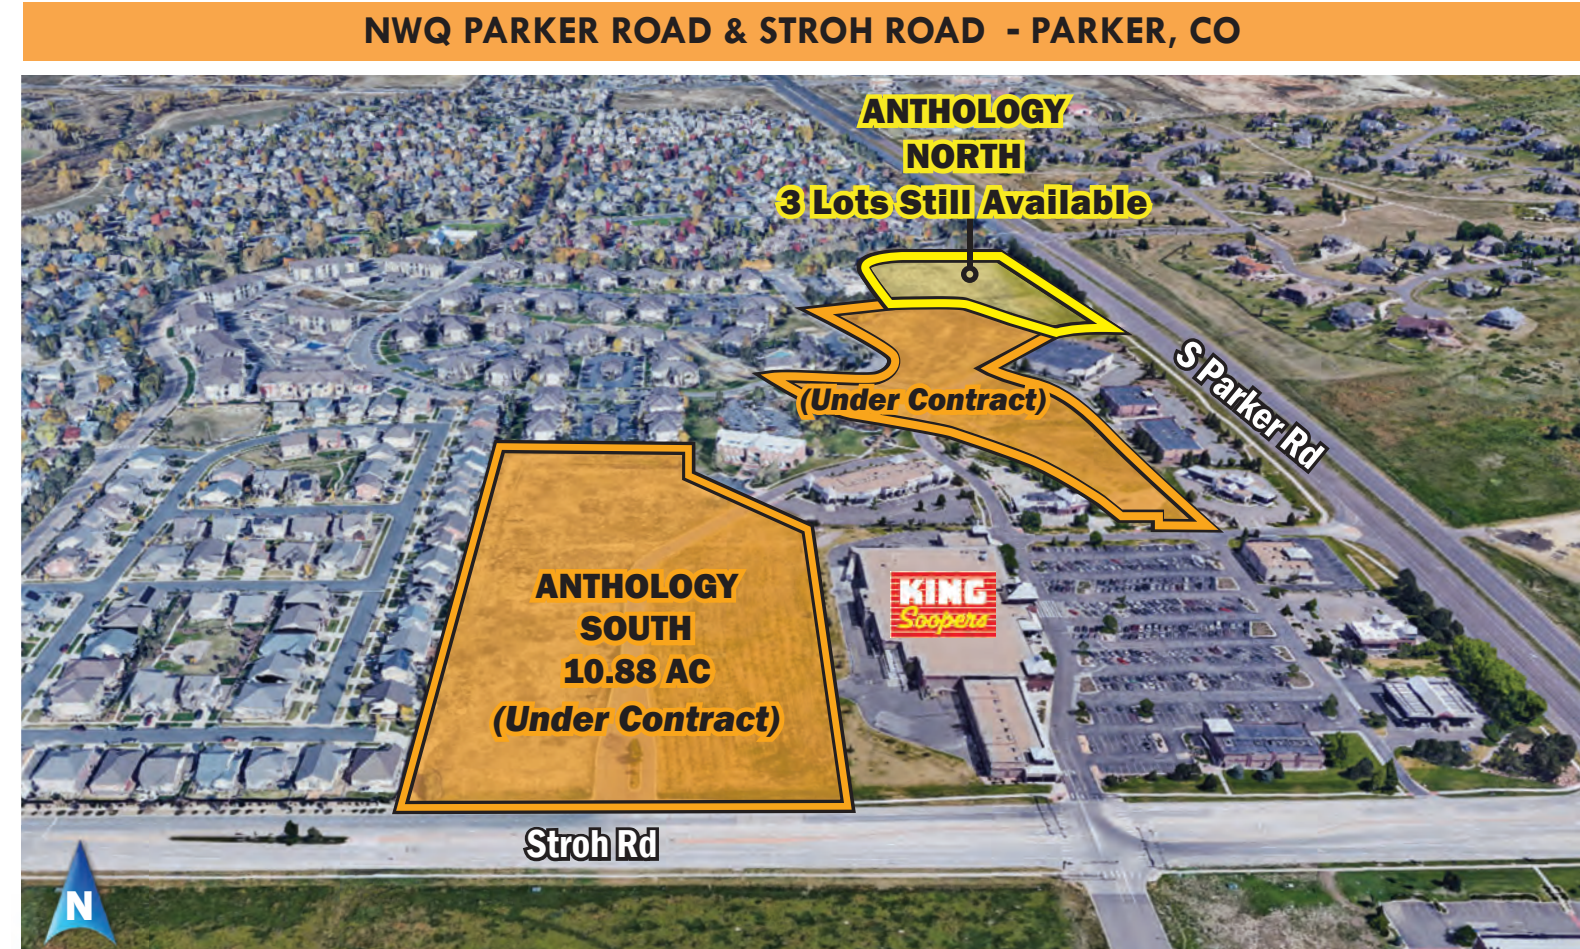 NWQ PARKER ROAD & STROH ROAD - PARKER, CO
ANTHOLOGY
NORTH
3 Lots Still Available
S Parker Rd
(Under Contract)
ANTHOLOGY
SOUTH
10.88 AC
(Under Contract)
KING
Soopers
Stroh Rd
N